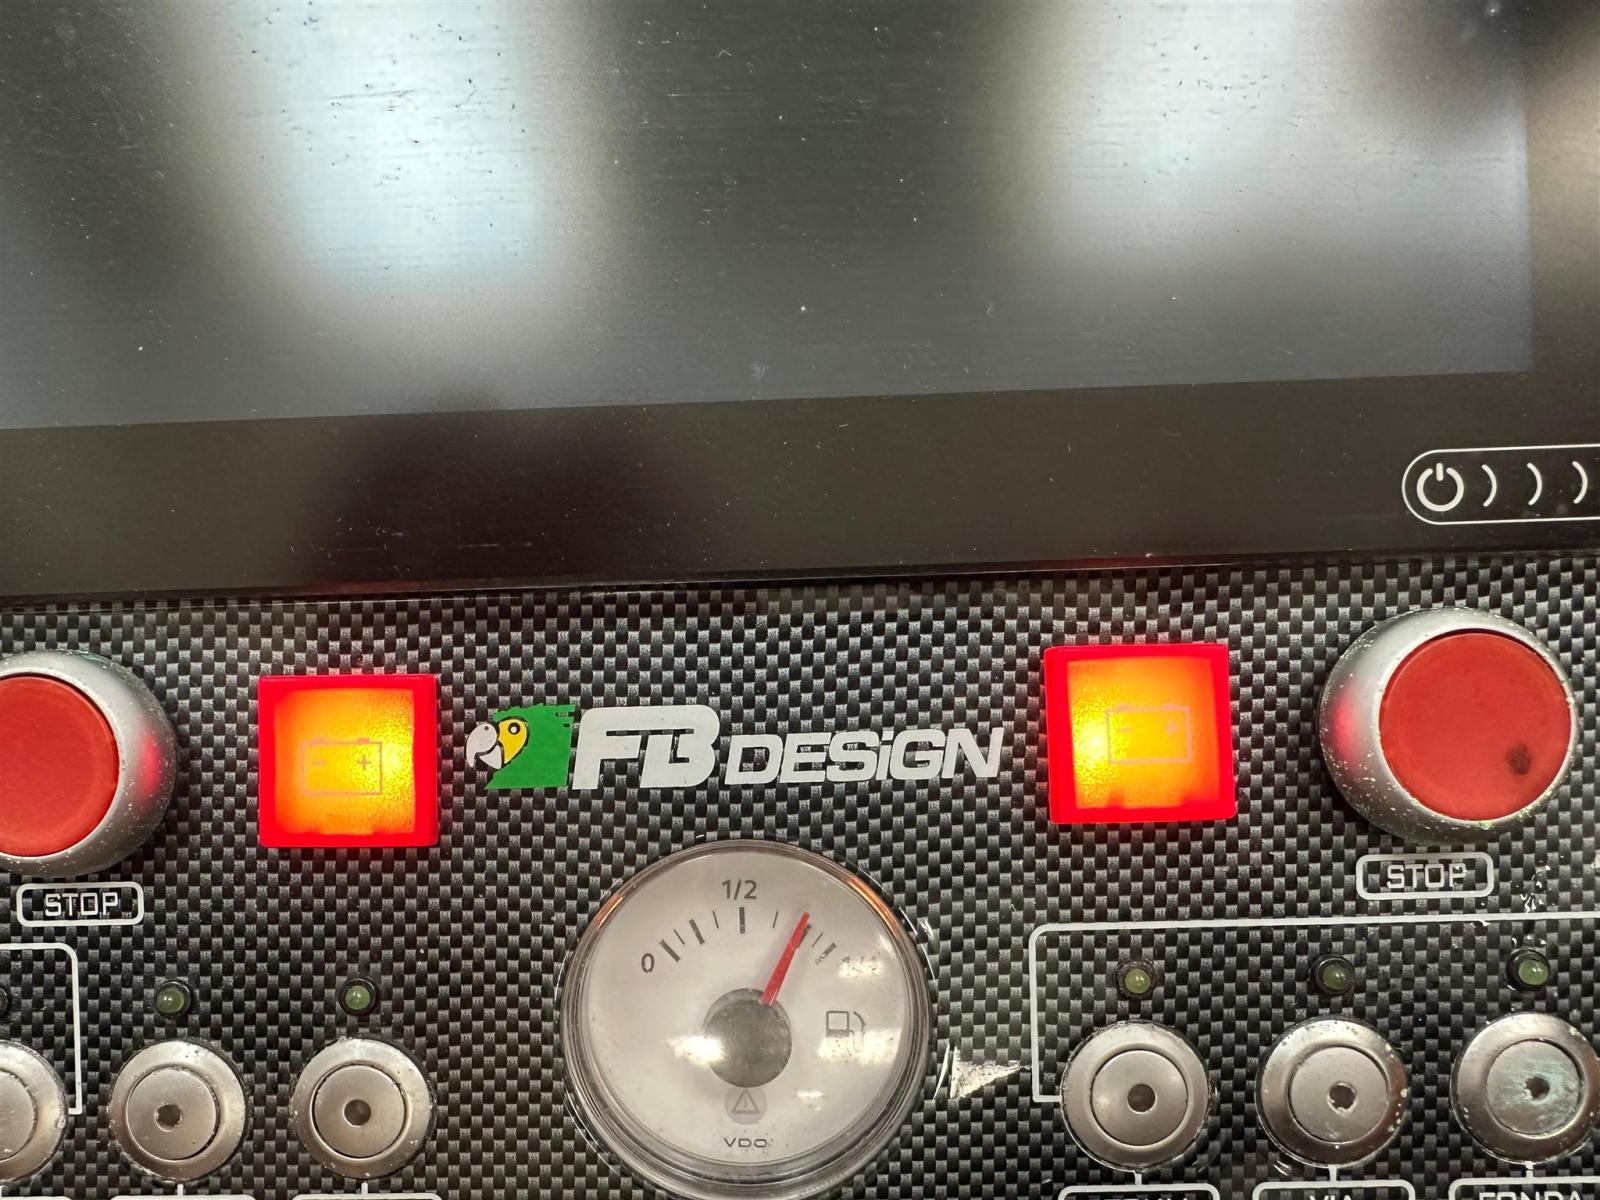 FB DESiGN
STOP
STOP
1/2
0
VDO